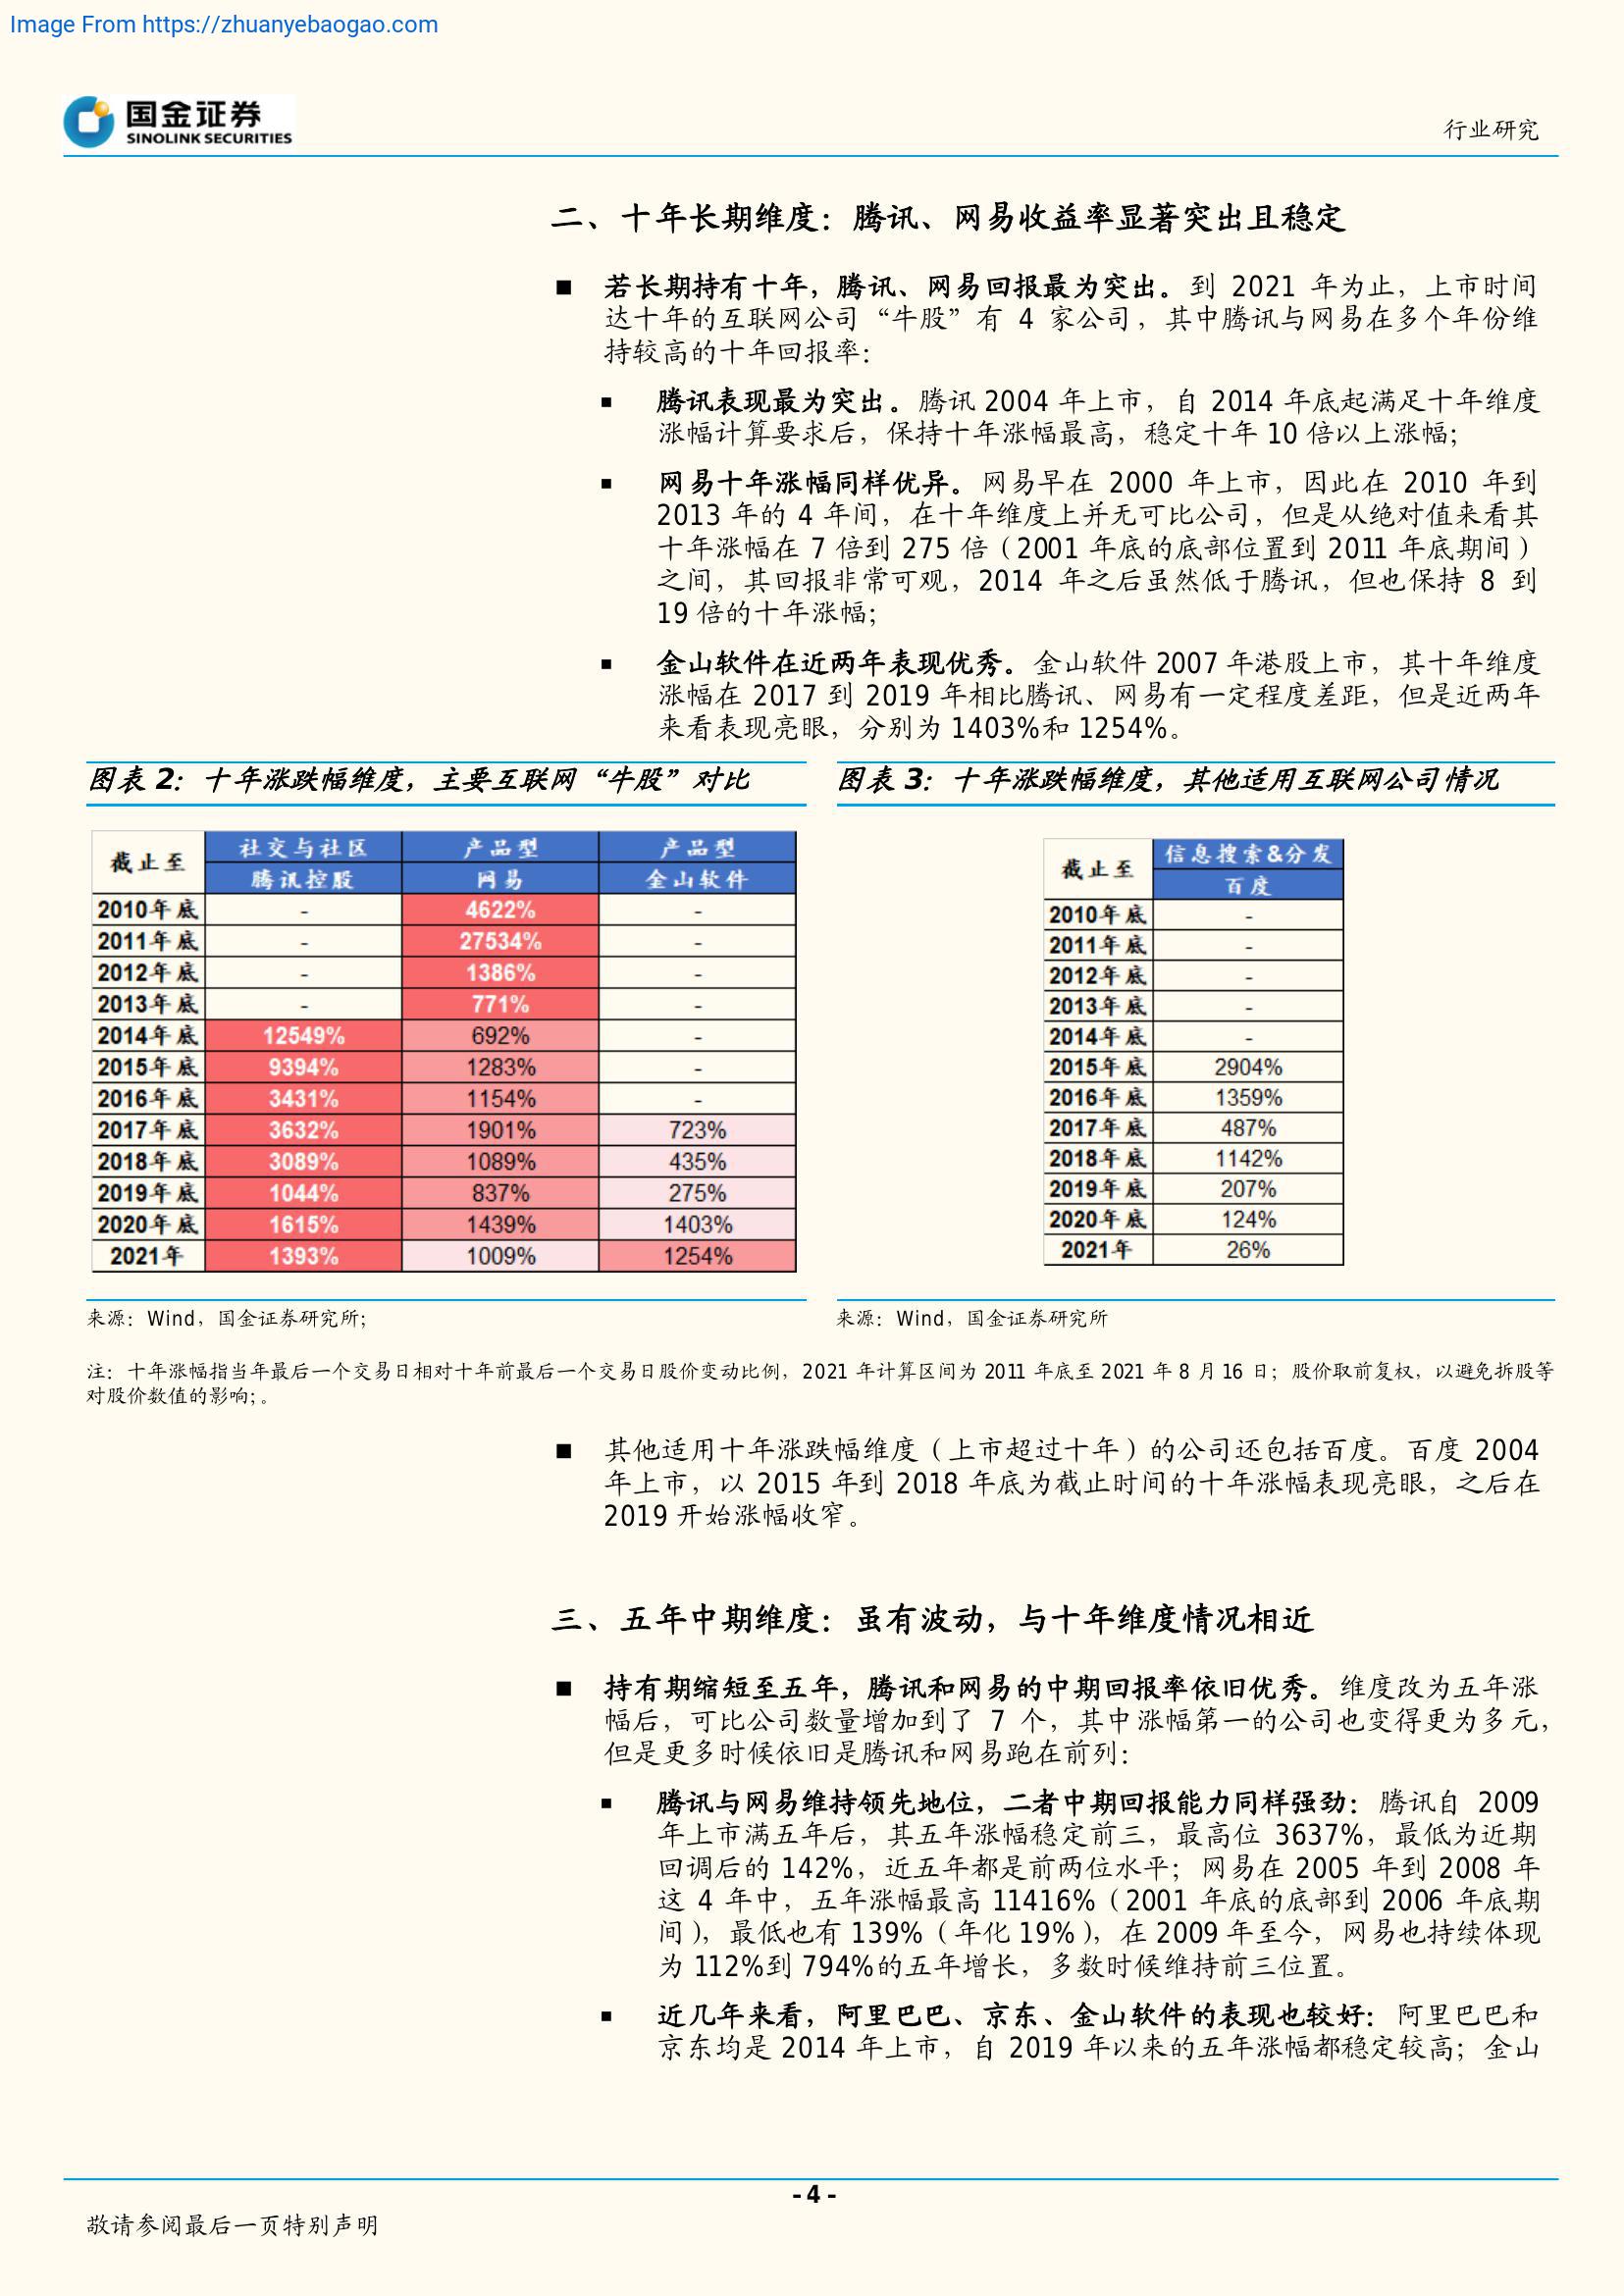 Image From https://zhuanyebaogao.com
国金证券
SINOLINK SECURITIES
行业研究
二、十年长期维度：腾讯、网易收益率显著突出且稳定
■ 若长期持有十年，腾讯、网易回报最为突出。到 2021 年为止，上市时间
达十年的互联网公司“牛股”有 4 家公司，其中腾讯与网易在多个年份维
持较高的十年回报率：
■ 腾讯表现最为突出。腾讯 2004 年上市，自 2014 年底起满足十年维度
涨幅计算要求后，保持十年涨幅最高，稳定十年 10 倍以上涨幅；
■ 网易十年涨幅同样优异。网易早在 2000 年上市，因此在 2010 年到
2013 年的 4 年间，在十年维度上并无可比公司，但是从绝对值来看其
十年涨幅在 7 倍到 275 倍（2001 年底的底部位置到 2011 年底期间）
之间，其回报非常可观，2014 年之后虽然低于腾讯，但也保持 8 到
19 倍的十年涨幅；
■ 金山软件在近两年表现优秀。金山软件 2007 年港股上市，其十年维度
涨幅在 2017 到 2019 年相比腾讯、网易有一定程度差距，但是近两年
来看表现亮眼，分别为 1403%和 1254%。
图表 2：十年涨跌幅维度，主要互联网“牛股”对比
截止至 社交与社区 产品型 产品型
腾讯控股 网易 金山软件
2010年底 - 4622% -
2011年底 - 27534% -
2012年底 - 1386% -
2013年底 - 771% -
2014年底 12549% 692% -
2015年底 9394% 1283% -
2016年底 3431% 1154% -
2017年底 3632% 1901% 723%
2018年底 3089% 1089% 435%
2019年底 1044% 837% 275%
2020年底 1615% 1439% 1403%
2021年 1393% 1009% 1254%
来源：Wind，国金证券研究所；
图表 3：十年涨跌幅维度，其他适用互联网公司情况
截止至 信息搜索&分发
百度
2010年底 -
2011年底 -
2012年底 -
2013年底 -
2014年底 -
2015年底 2904%
2016年底 1359%
2017年底 487%
2018年底 1142%
2019年底 207%
2020年底 124%
2021年 26%
来源：Wind，国金证券研究所
注：十年涨幅指当年最后一个交易日相对十年前最后一个交易日股价变动比例，2021 年计算区间为 2011 年底至 2021 年 8 月 16 日；股价取前复权，以避免拆股等
对股价数值的影响；。
■ 其他适用十年涨跌幅维度（上市超过十年）的公司还包括百度。百度 2004
年上市，以 2015 年到 2018 年底为截止时间的十年涨幅表现亮眼，之后在
2019 开始涨幅收窄。
三、五年中期维度：虽有波动，与十年维度情况相近
■ 持有期缩短至五年，腾讯和网易的中期回报率依旧优秀。维度改为五年涨
幅后，可比公司数量增加到了 7 个，其中涨幅第一的公司也变得更为多元，
但是更多时候依旧是腾讯和网易跑在前列：
■ 腾讯与网易维持领先地位，二者中期回报能力同样强劲：腾讯自 2009
年上市满五年后，其五年涨幅稳定前三，最高位 3637%，最低为近期
回调后的 142%，近五年都是前两位水平；网易在 2005 年到 2008 年
这 4 年中，五年涨幅最高 11416%（2001 年底的底部到 2006 年底期
间），最低也有 139%（年化 19%），在 2009 年至今，网易也持续体现
为 112%到 794%的五年增长，多数时候维持前三位置。
■ 近几年来看，阿里巴巴、京东、金山软件的表现也较好：阿里巴巴和
京东均是 2014 年上市，自 2019 年以来的五年涨幅都稳定较高；金山
- 4 -
敬请参阅最后一页特别声明